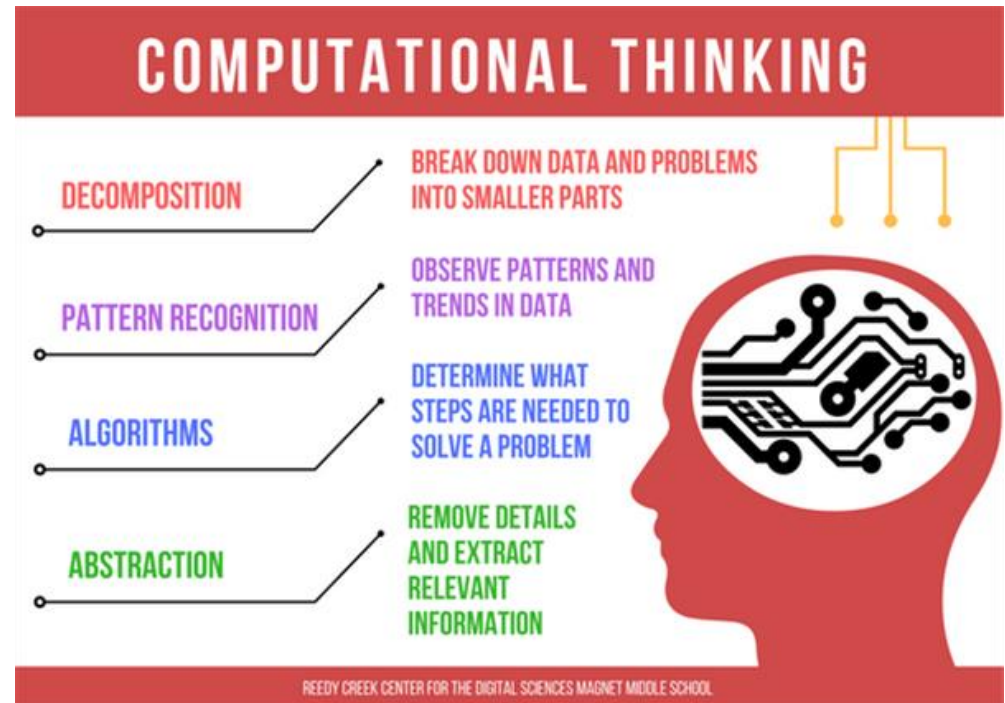 COMPUTATIONAL THINKING
DECOMPOSITION
BREAK DOWN DATA AND PROBLEMS
INTO SMALLER PARTS
PATTERN RECOGNITION
OBSERVE PATTERNS AND
TRENDS IN DATA
ALGORITHMS
DETERMINE WHAT
STEPS ARE NEEDED TO
SOLVE A PROBLEM
ABSTRACTION
REMOVE DETAILS
AND EXTRACT
RELEVANT
INFORMATION
REEDY CREEK CENTER FOR THE DIGITAL SCIENCES MAGNET MIDDLE SCHOOL